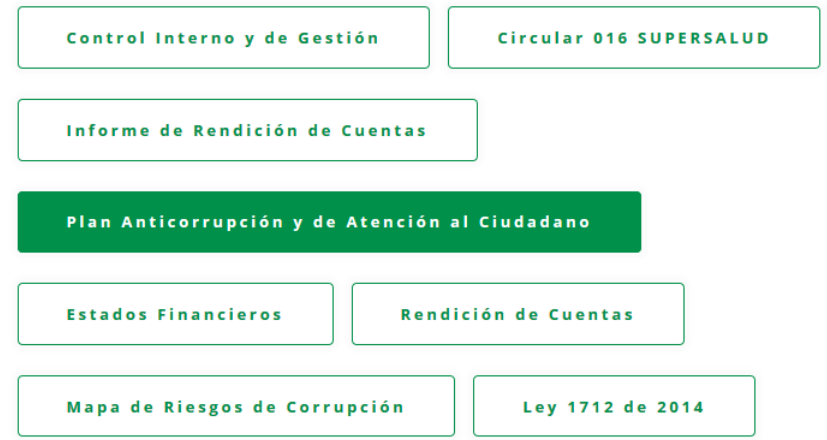 Control Interno y de Gestión
Circular 016 SUPERSALUD
Informe de Rendición de Cuentas
Plan Anticorrupción y de Atención al Ciudadano
Estados Financieros
Rendición de Cuentas
Mapa de Riesgos de Corrupción
Ley 1712 de 2014